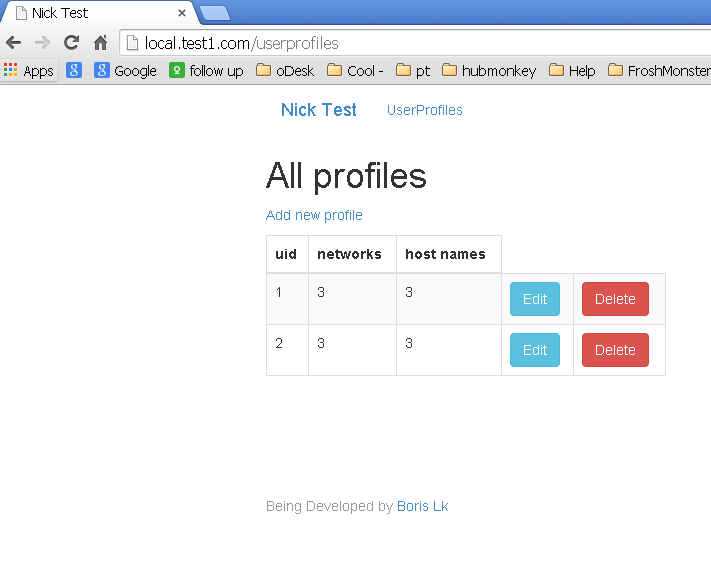 Nick Test
local.test1.com/userprofiles
Apps Google follow up oDesk Cool - pt hubmonkey Help FroshMonster
Nick Test UserProfiles
All profiles
Add new profile
uid networks host names
1 3 3 Edit Delete
2 3 3 Edit Delete
Being Developed by Boris Lk